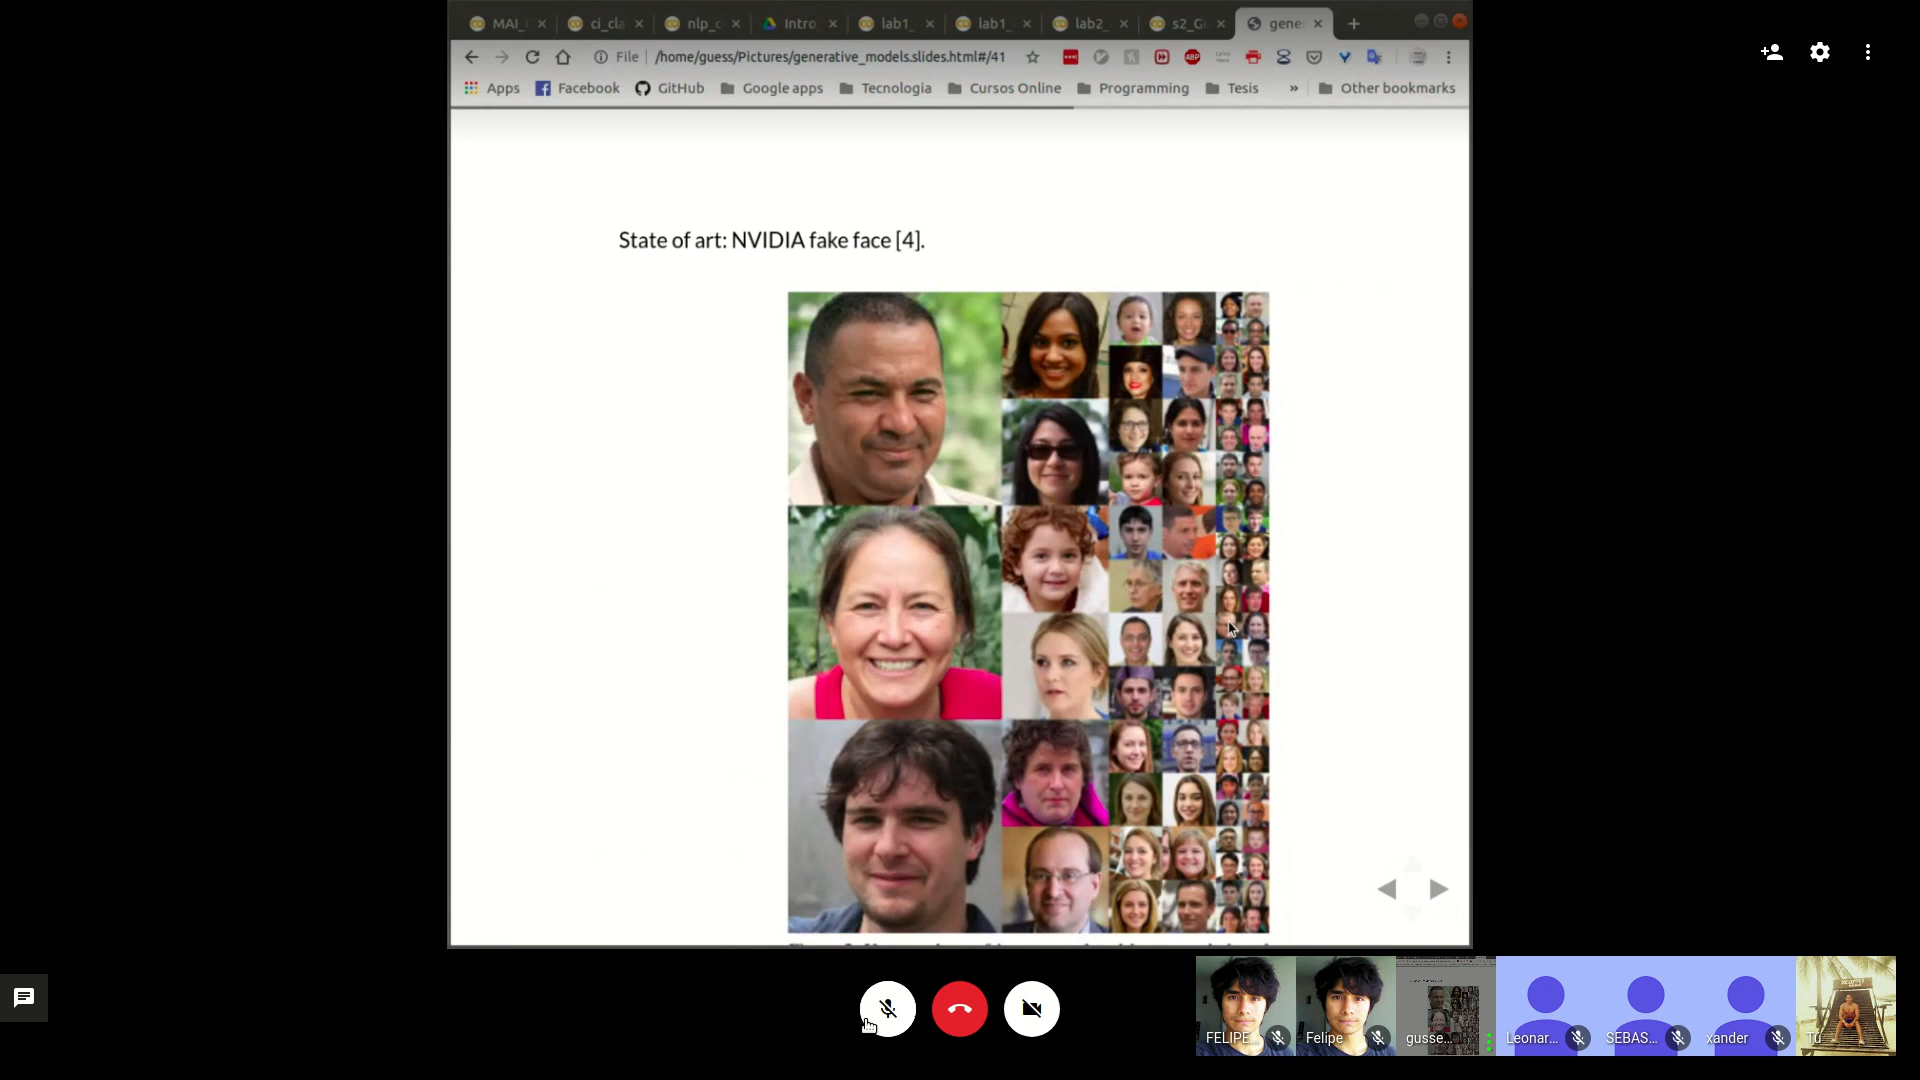 MAI_
ci_cla
nlp_c
Intro
lab1_
lab1_
lab2_
s2_G
gene
File
/home/guess/Pictures/generative_models.slides.html#/41
ABP
Apps
Facebook
GitHub
Google apps
Tecnologia
Cursos Online
Programming
Tesis
»
Other bookmarks
State of art: NVIDIA fake face [4].
FELIPE...
Felipe
gusse...
Leonar...
SEBAS...
xander
Tú